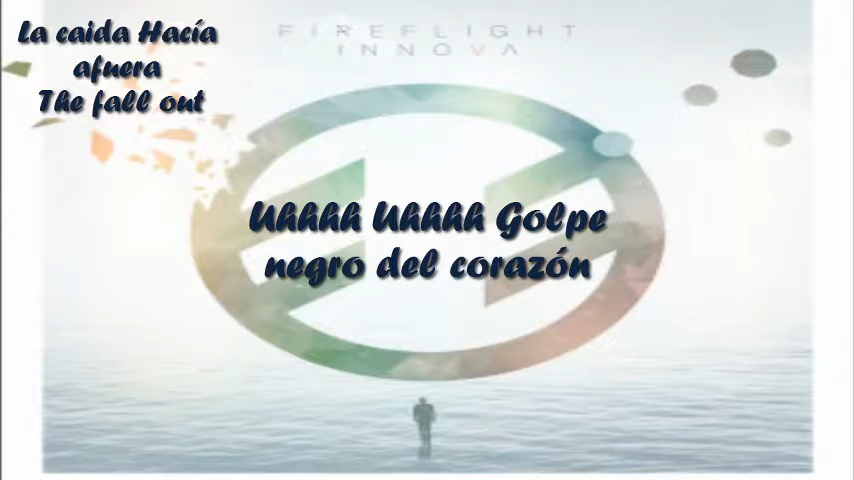 La caida Hacía
afuera
The fall out
FIREFLIGHT
INNOVA
Uhhhh Uhhhh Golpe
negro del corazón